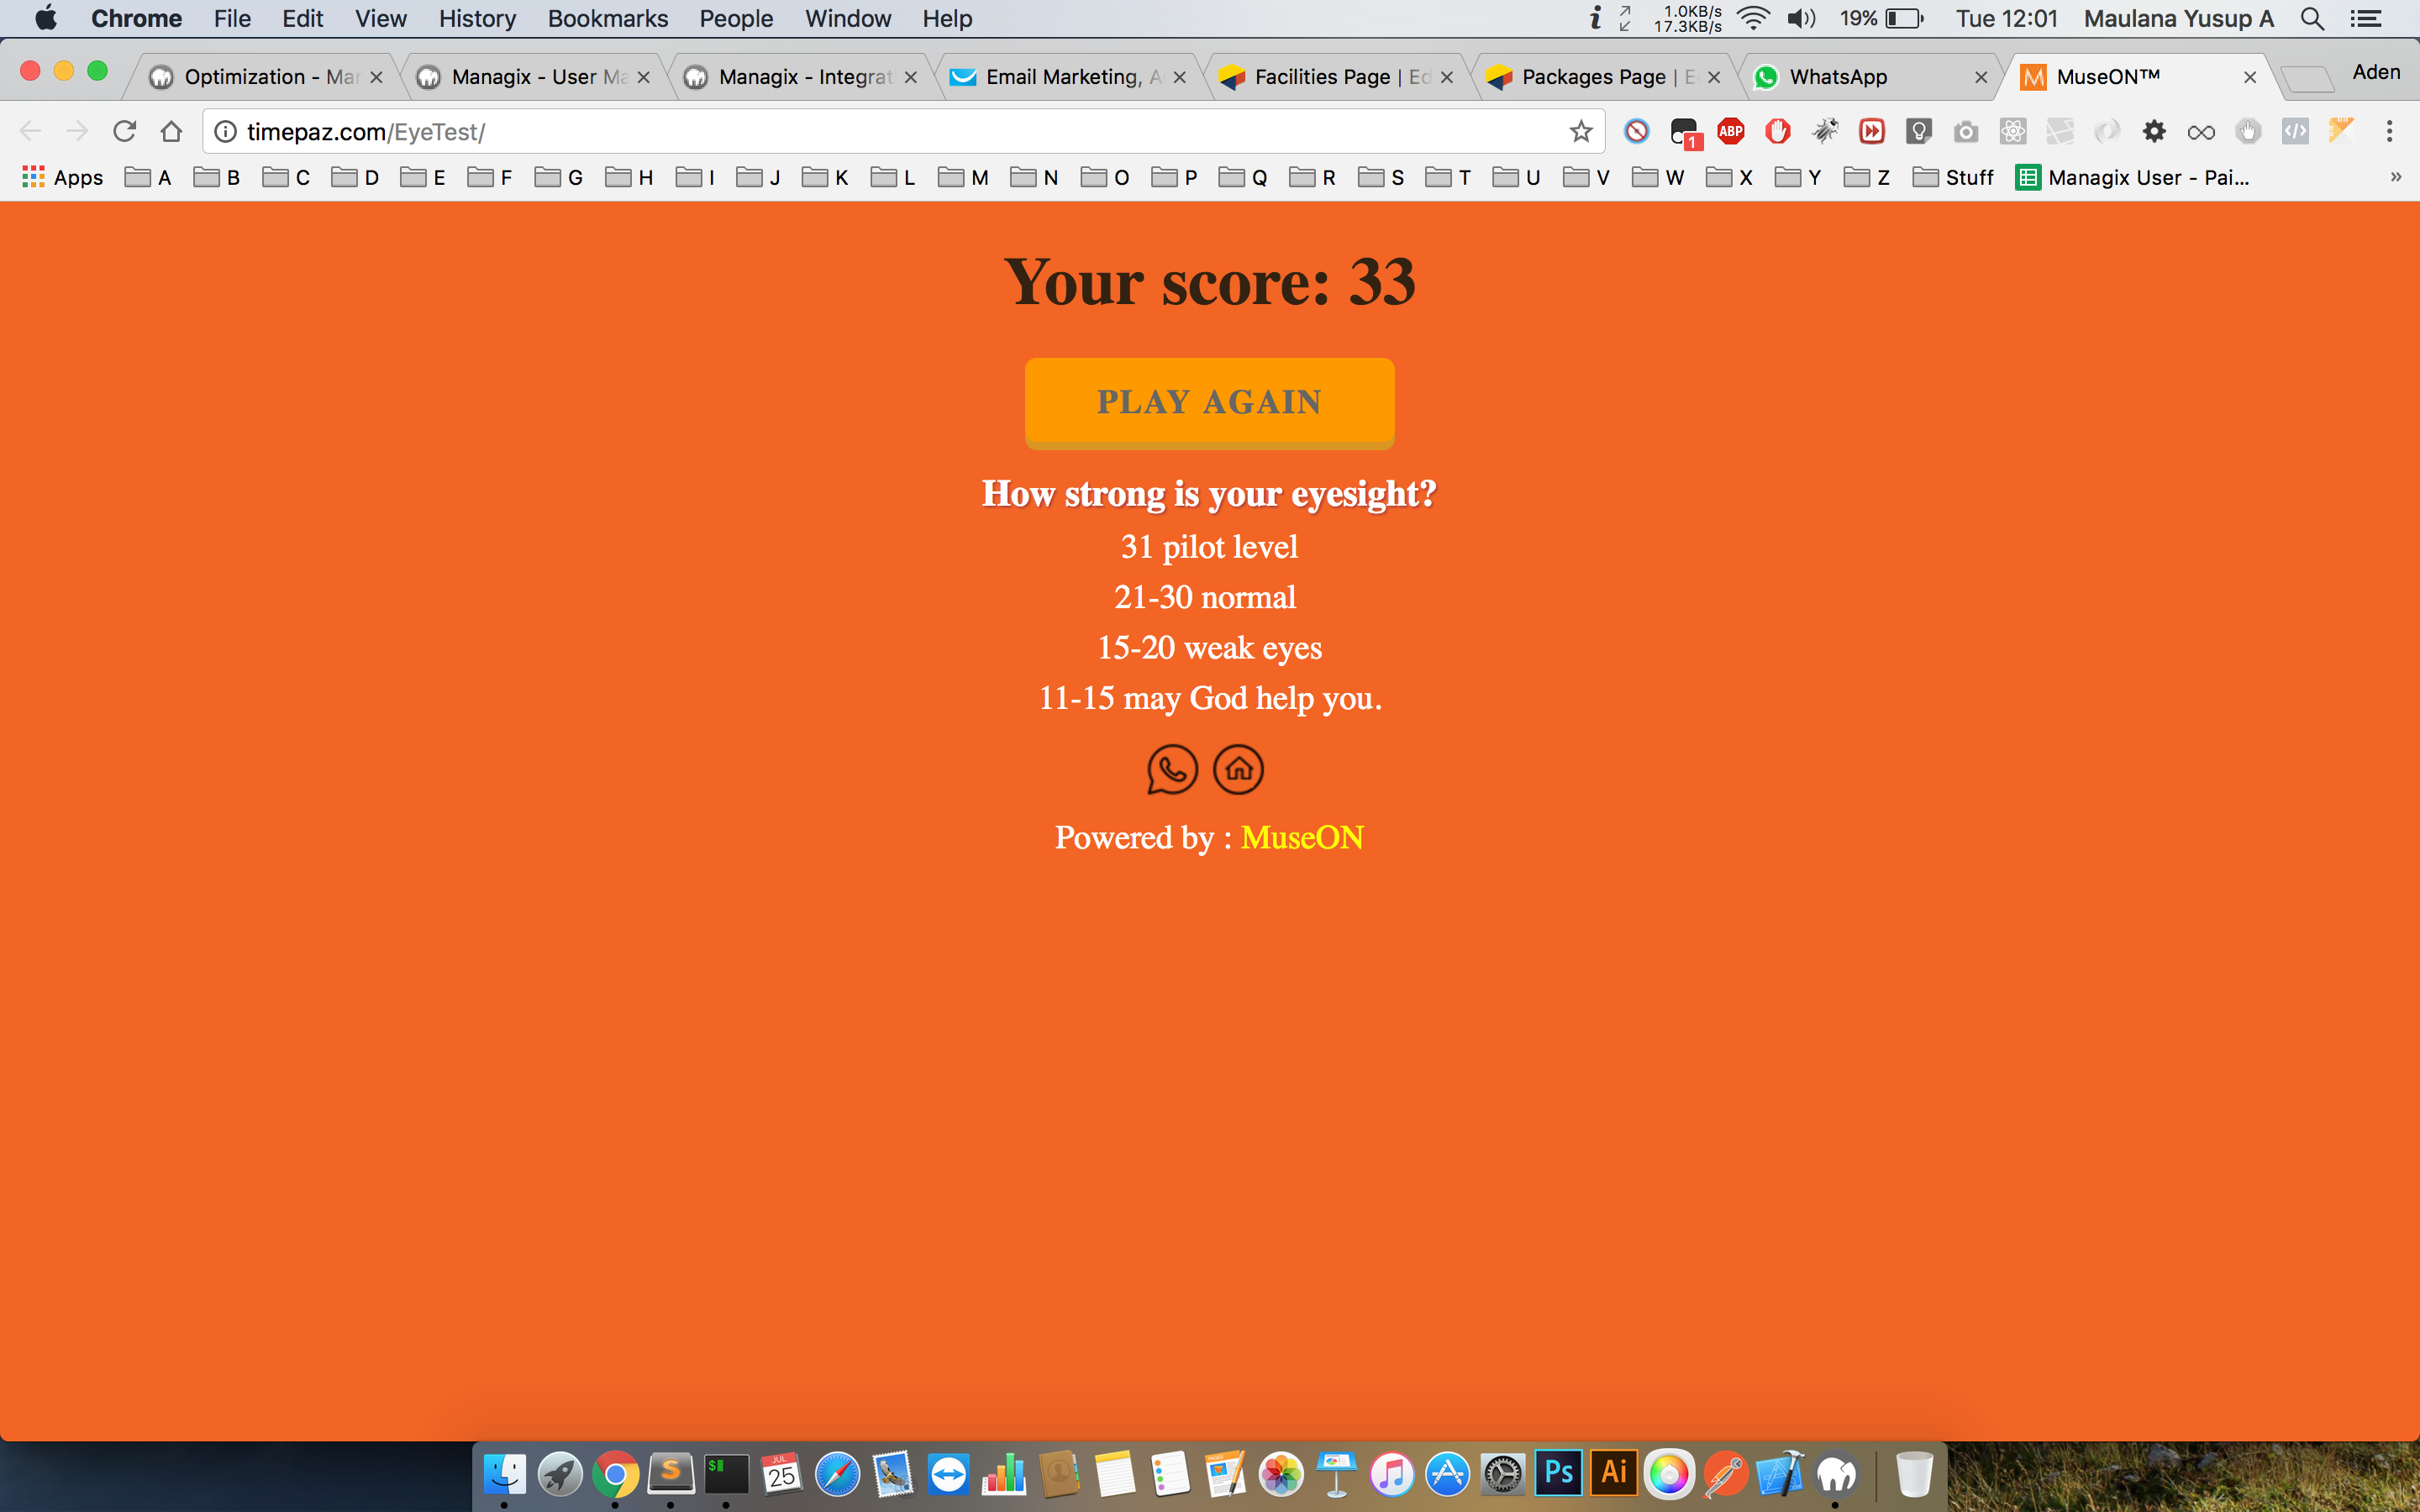 Chrome File Edit View History Bookmarks People Window Help 1.0KB/s 17.3KB/s 19% Tue 12:01 Maulana Yusup A
Optimization - Mar Managix - User Ma Managix - Integrat Email Marketing, A Facilities Page | Ed Packages Page | E WhatsApp MuseON™ Aden
timepaz.com/EyeTest/ 1 ABP
Apps A B C D E F G H I J K L M N O P Q R S T U V W X Y Z Stuff Managix User - Pai... »
Your score: 33
PLAY AGAIN
How strong is your eyesight?
31 pilot level
21-30 normal
15-20 weak eyes
11-15 may God help you.
Powered by : MuseON
S $ JUL 25 Ps Ai